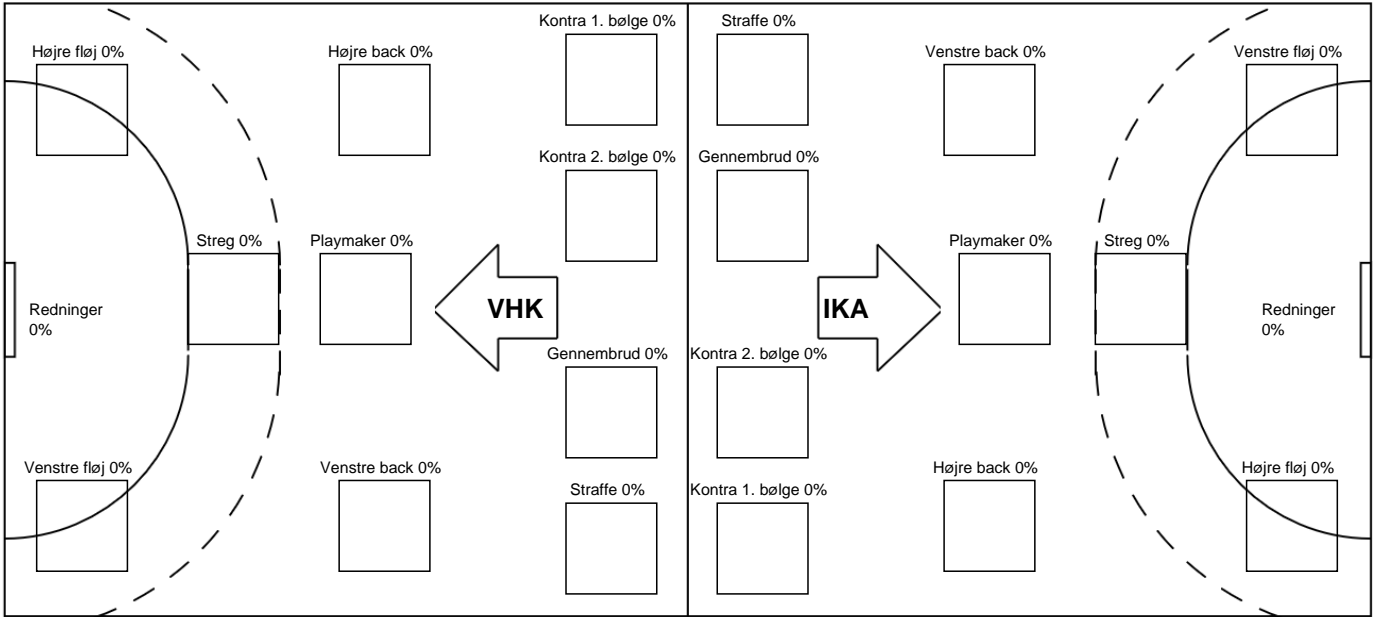 Kontra 1. bølge 0%
Straffe 0%
Højre fløj 0%
Højre back 0%
Venstre back 0%
Venstre fløj 0%
Kontra 2. bølge 0%
Gennembrud 0%
Streg 0%
Playmaker 0%
Playmaker 0%
Streg 0%
Redninger
0%
VHK
IKA
Redninger
0%
Gennembrud 0%
Kontra 2. bølge 0%
Venstre fløj 0%
Venstre back 0%
Højre back 0%
Højre fløj 0%
Straffe 0%
Kontra 1. bølge 0%